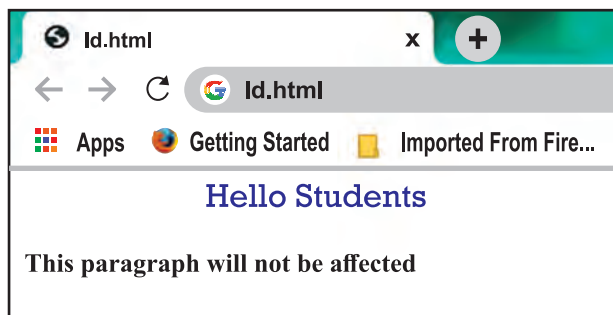 Id.html x +
Id.html
Apps Getting Started Imported From Fire...
Hello Students
This paragraph will not be affected